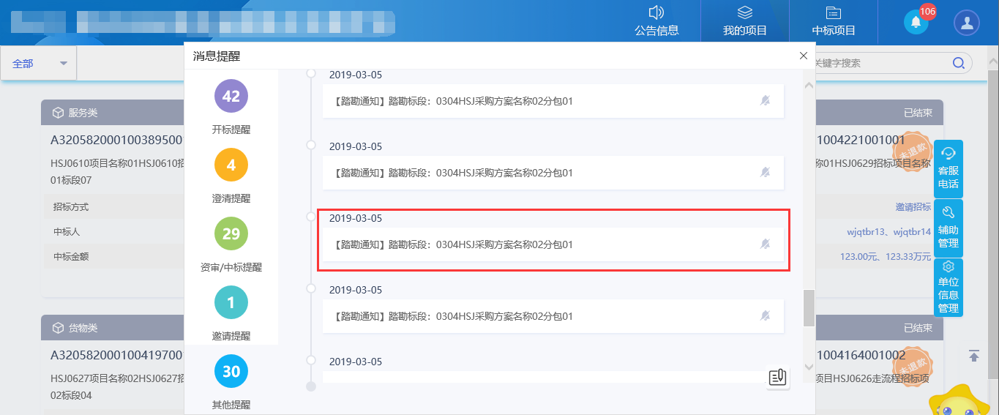 公告信息
我的项目
中标项目
106
全部
关键字搜索
消息提醒
42
开标提醒
4
澄清提醒
29
资审/中标提醒
1
邀请提醒
30
其他提醒
2019-03-05
【踏勘通知】踏勘标段：0304HSJ采购方案名称02分包01
2019-03-05
【踏勘通知】踏勘标段：0304HSJ采购方案名称02分包01
2019-03-05
【踏勘通知】踏勘标段：0304HSJ采购方案名称02分包01
2019-03-05
【踏勘通知】踏勘标段：0304HSJ采购方案名称02分包01
2019-03-05
服务类
A3205820001003895001
HSJ0610项目名称01HSJ0610招
01标段07
招标方式
中标人
中标金额
货物类
A3205820001004197001
HSJ0627项目名称02HSJ0627招
02标段04
已结束
1004221001001
未退款
称01HSJ0629招标项目名称
邀请招标
wjqtbr13、wjqtbr14
123.00元、123.33万元
已结束
1004164001002
未退款
项目HSJ0626走流程招标项
客服
电话
辅助
管理
单位
信息
管理